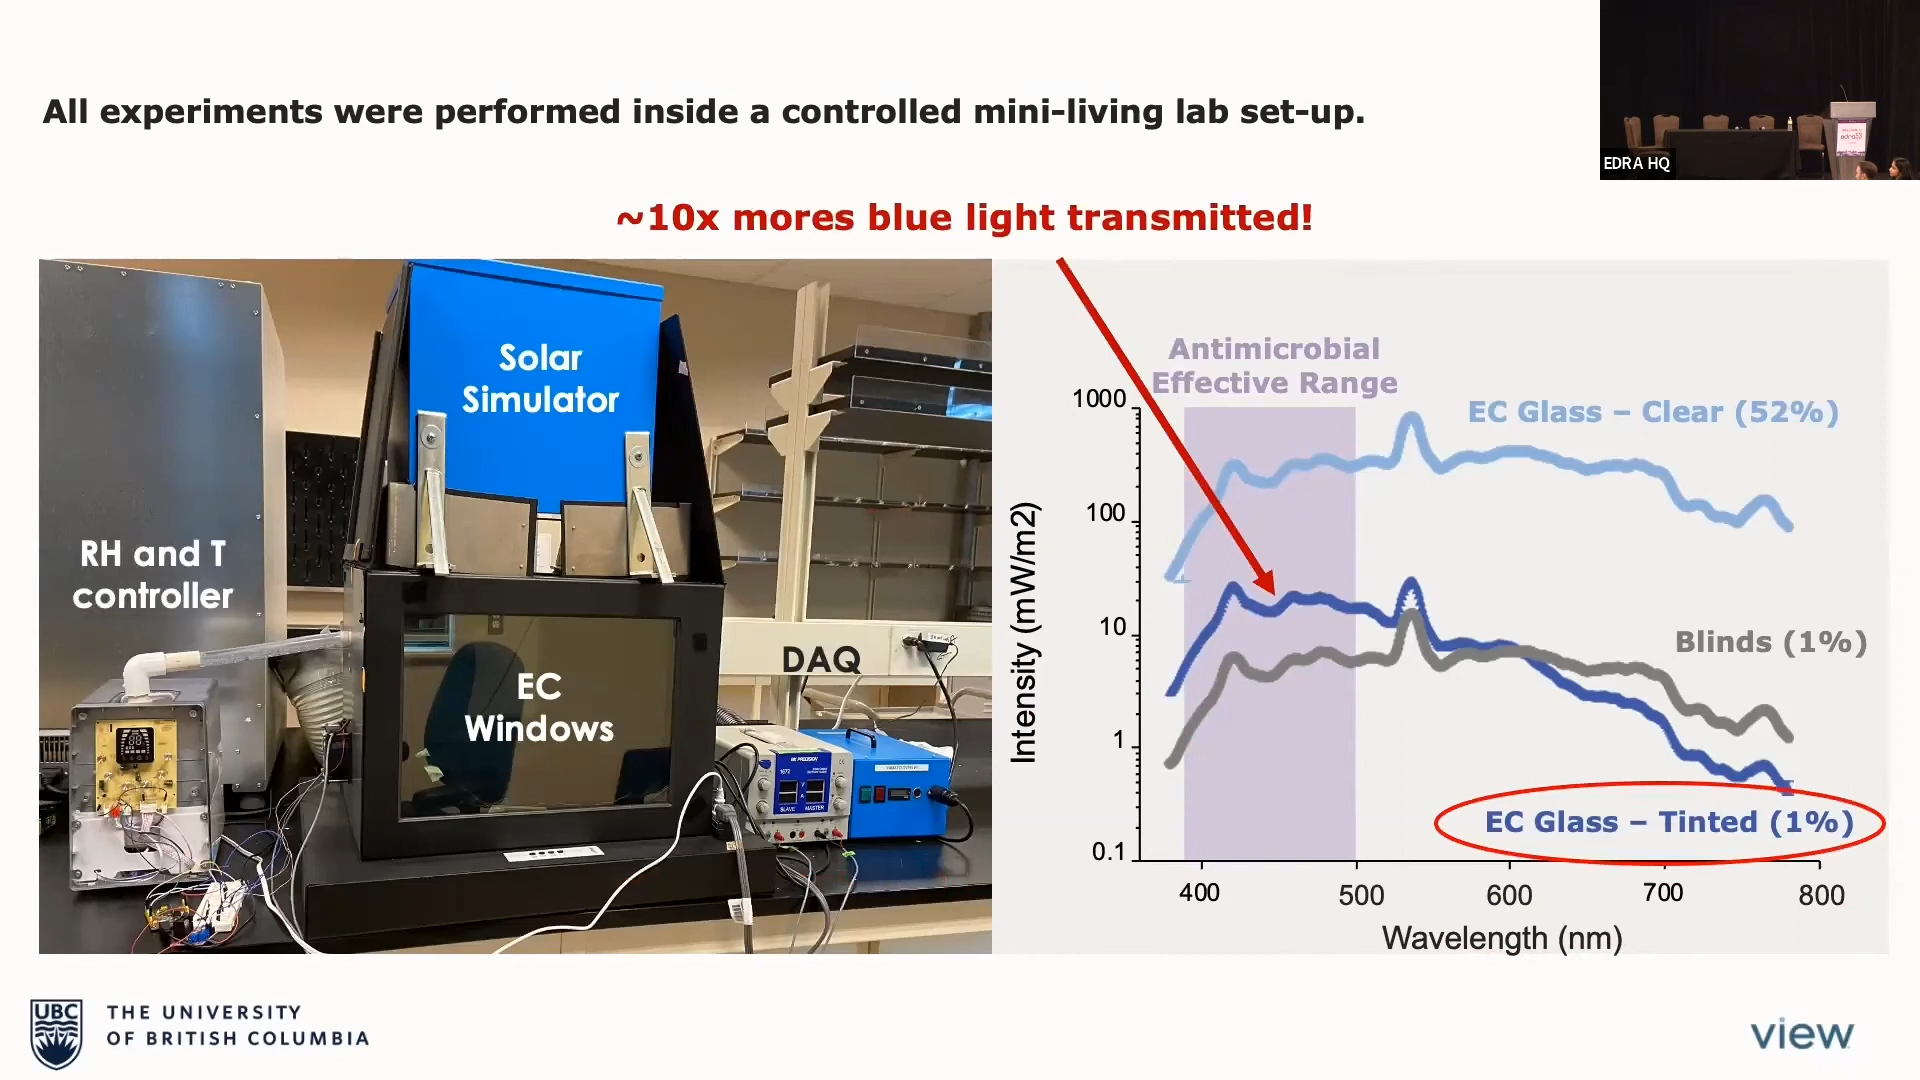 All experiments were performed inside a controlled mini-living lab set-up.
EDRA HQ
~10x mores blue light transmitted!
Solar
Simulator
RH and T
controller
EC
Windows
DAQ
Antimicrobial
Effective Range
EC Glass – Clear (52%)
Blinds (1%)
EC Glass – Tinted (1%)
Intensity (mW/m2)
1000
100
10
1
0.1
400
500
600
700
800
Wavelength (nm)
UBC
THE UNIVERSITY
OF BRITISH COLUMBIA
view